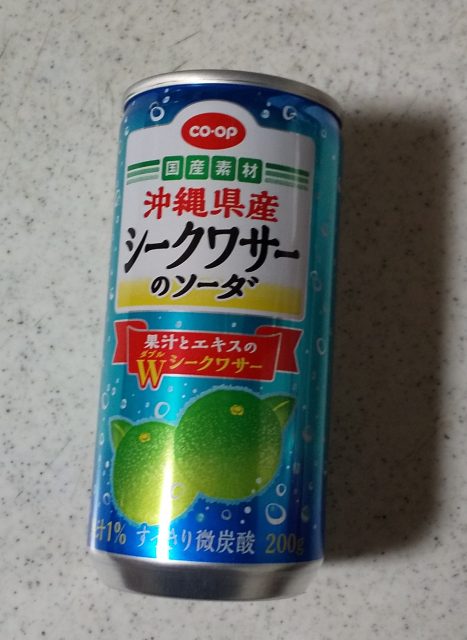 CO·OP
国産素材
沖縄県産
シークワサー
のソーダ
果汁とエキスの
ダブル
Wシークワサー
汁1% すっきり微炭酸 200g